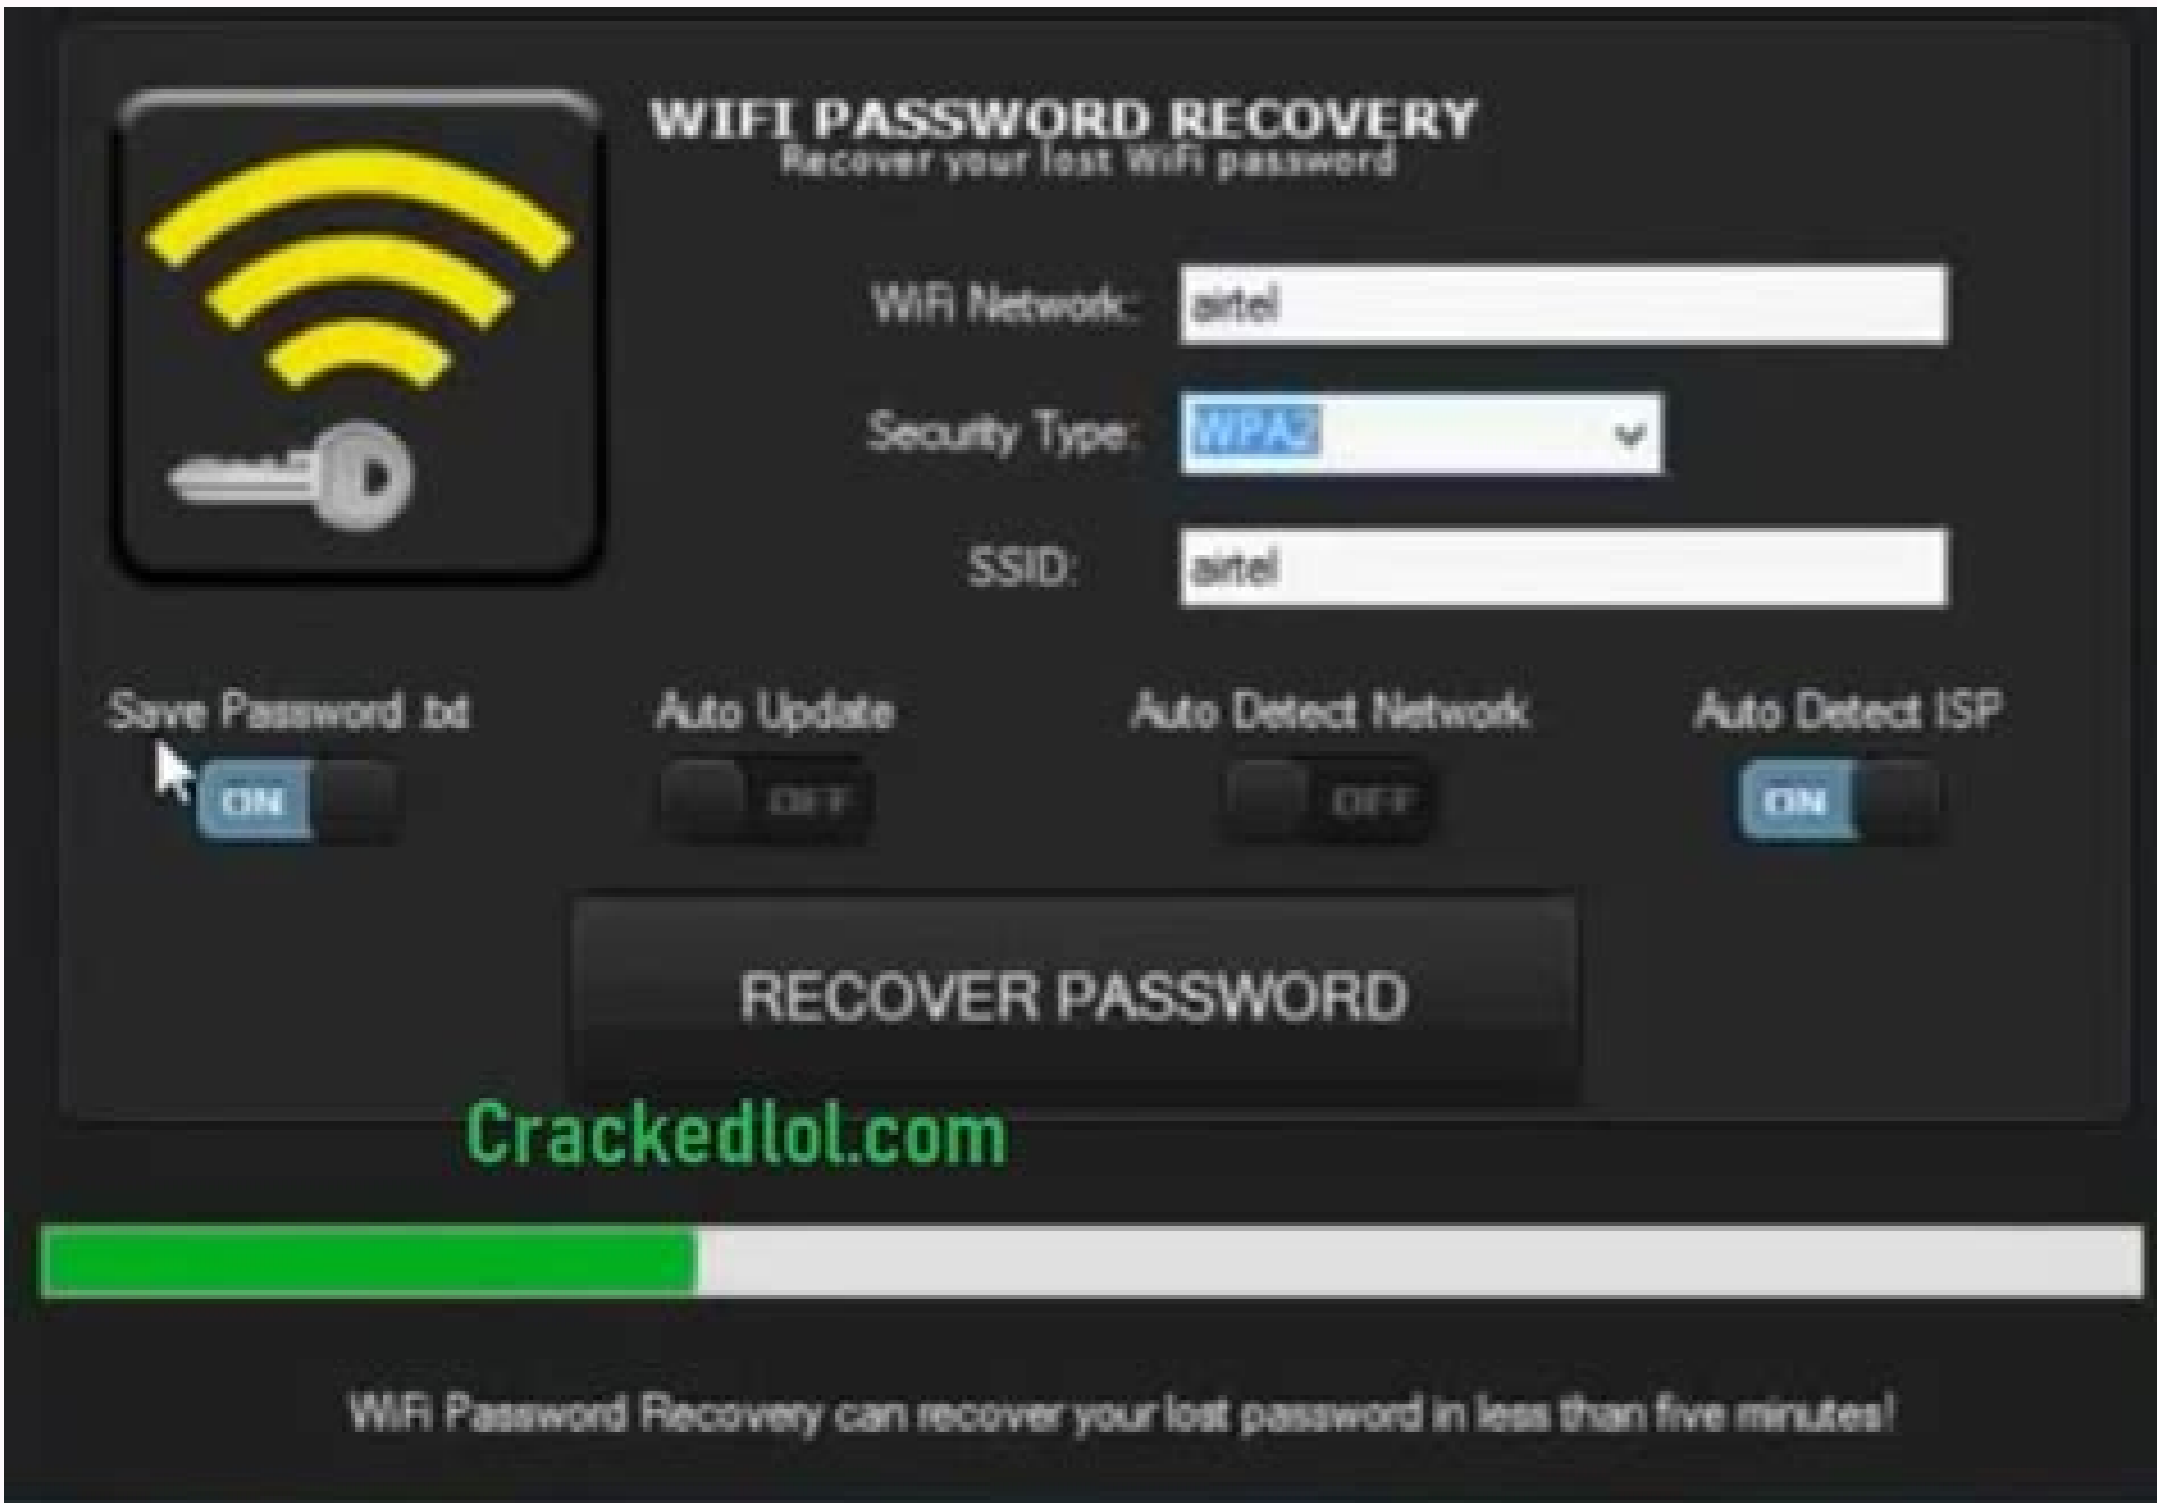 WIFI PASSWORD RECOVERY
Recover your lost WiFi password
WiFi Network: airtel
Security Type: WPA2
SSID: airtel
Save Password .txt Auto Update Auto Detect Network Auto Detect ISP
ON OFF OFF ON
RECOVER PASSWORD
Crackedlol.com
WiFi Password Recovery can recover your lost password in less than five minutes!